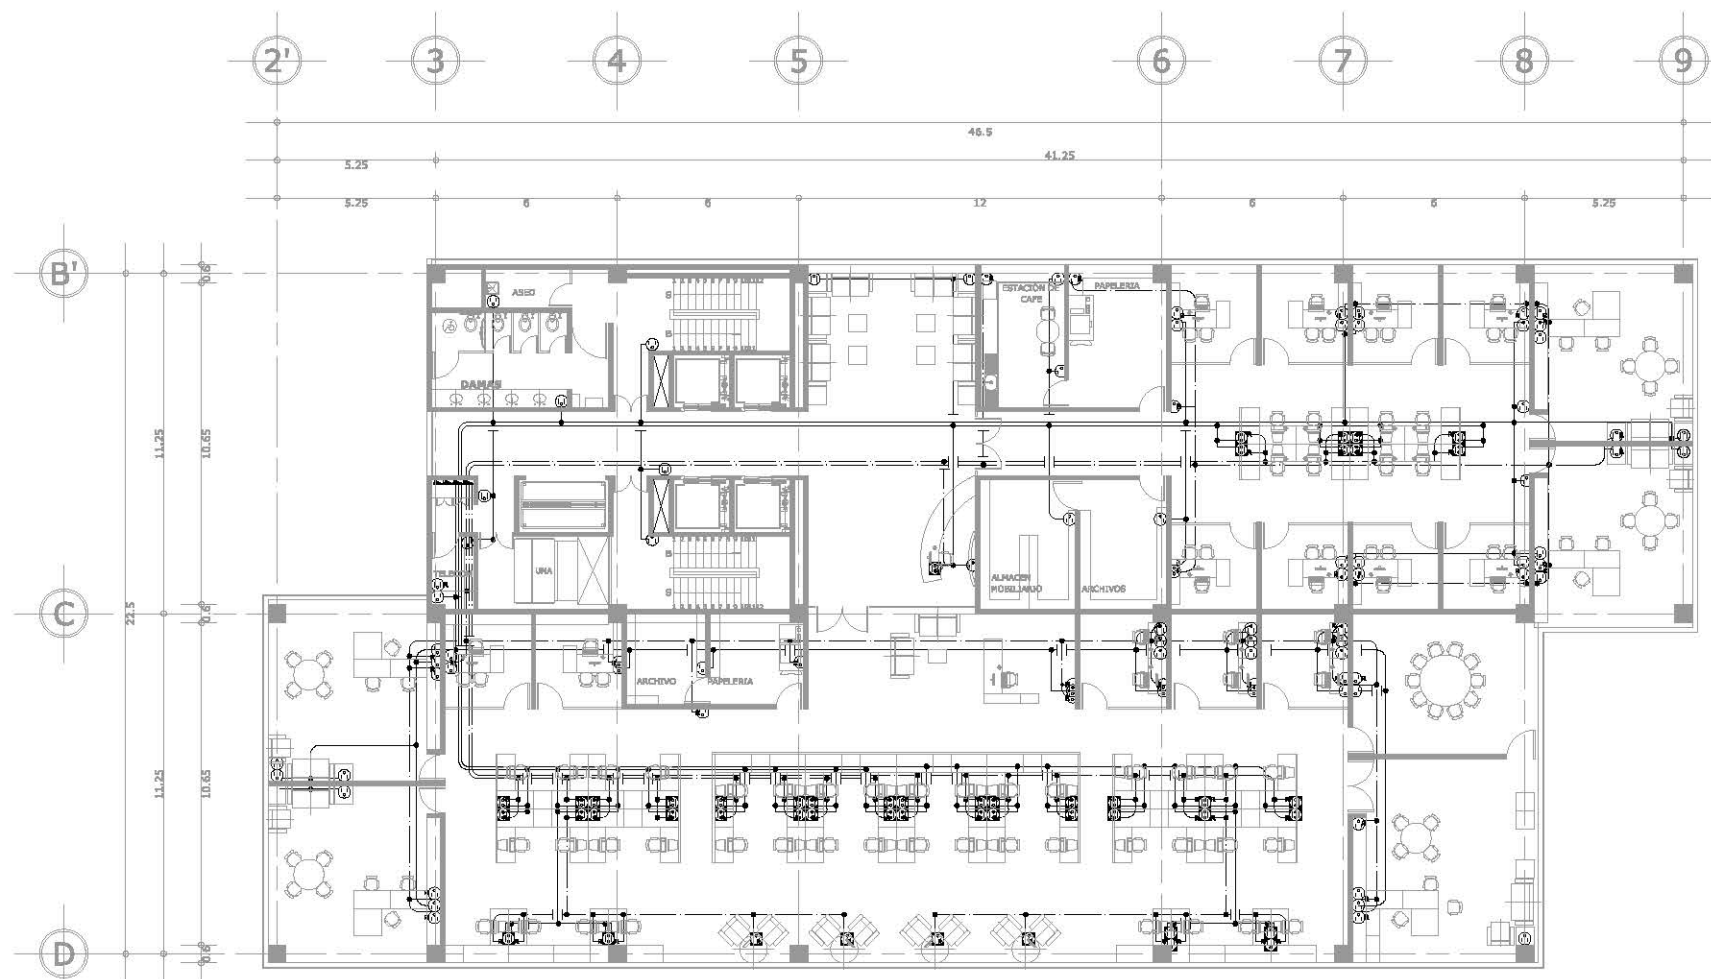 2' 3 4 5 6 7 8 9
46.5
5.25 41.25
5.25 6 6 12 6 6 5.25
B'
0.6
ASEO
ESTACIÓN DE
CAFE
PAPELERIA
S
B
DAMAS
11.25 10.65
B
S
TELECOM
UMA
ALMACEN
MOBILIARIO
ARCHIVOS
C
22.5
0.6
ARCHIVO
PAPELERIA
11.25 10.65
D
0.6